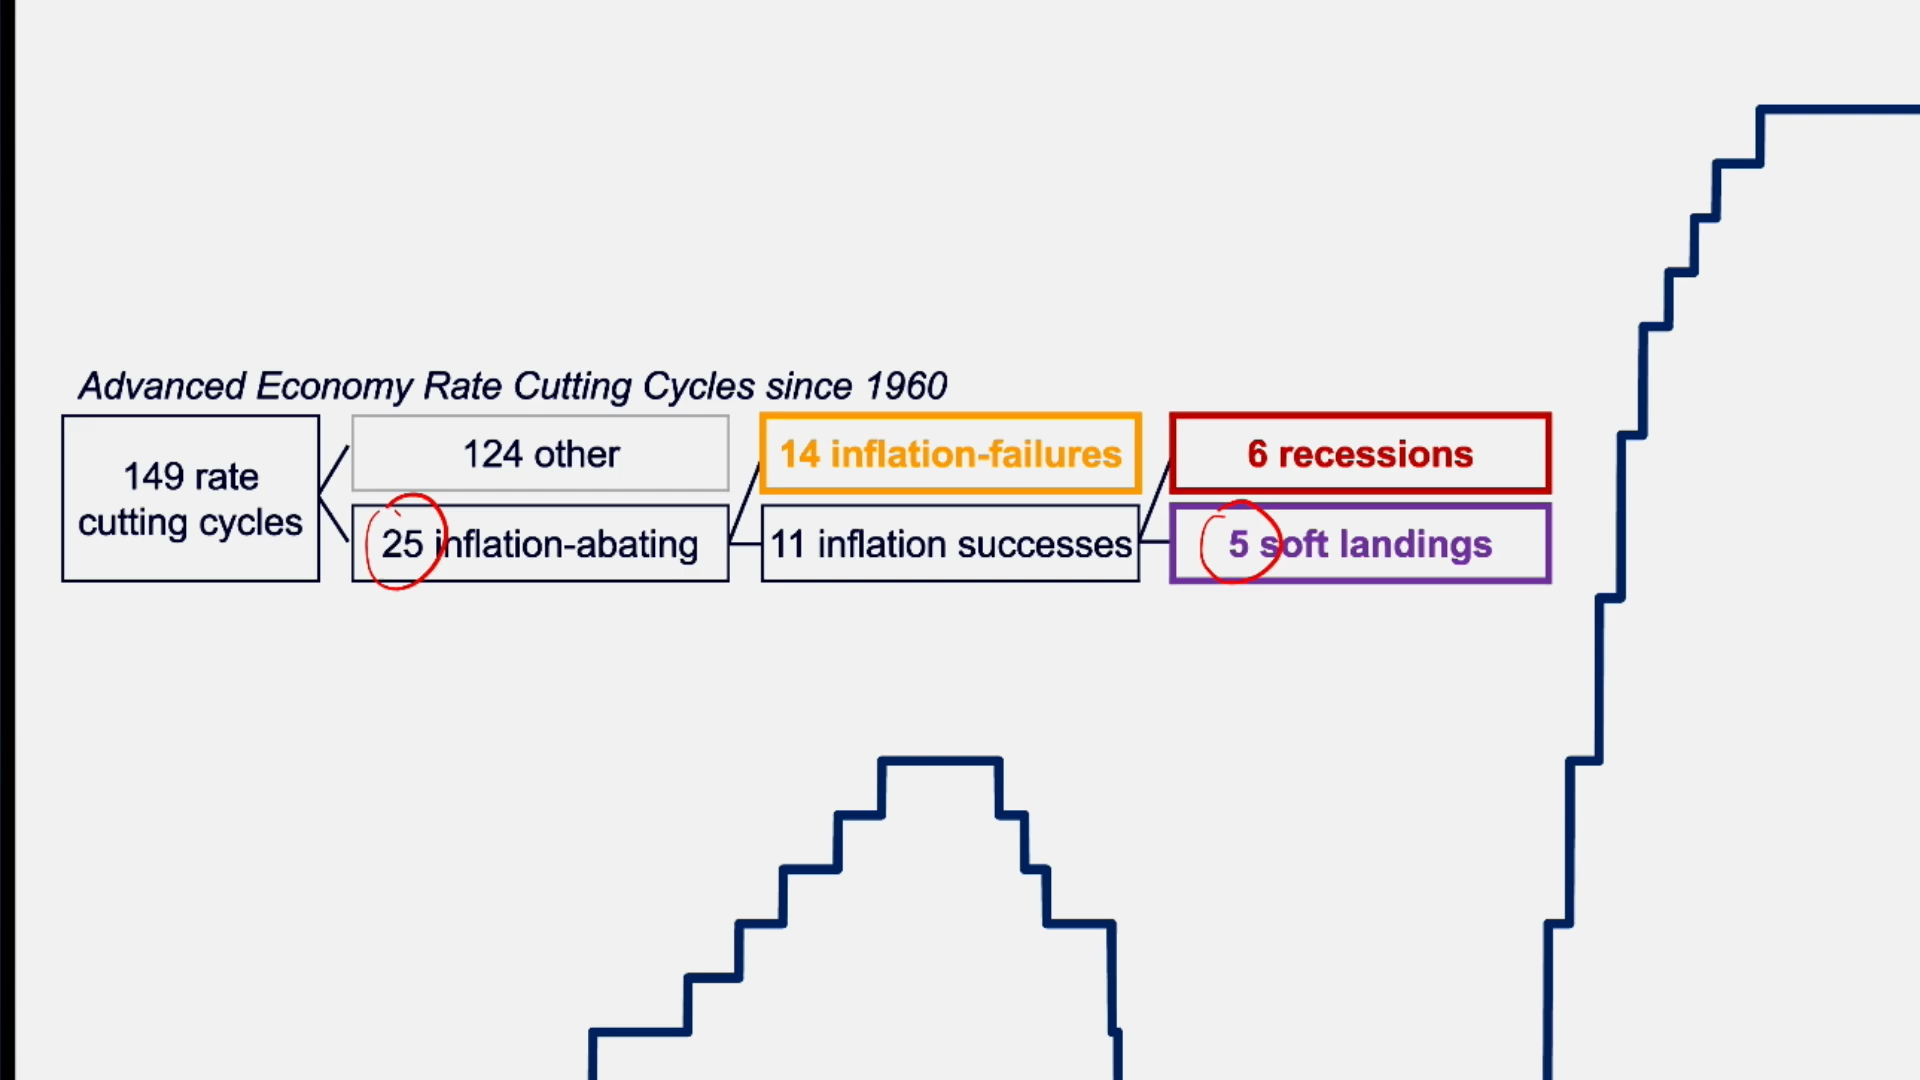 Advanced Economy Rate Cutting Cycles since 1960
149 rate
cutting cycles
124 other
25 inflation-abating
14 inflation-failures
11 inflation successes
6 recessions
5 soft landings